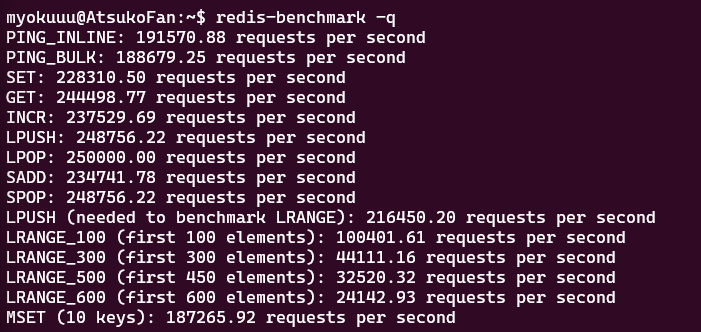 myokuuu@AtsukoFan:~$ redis-benchmark -q
PING_INLINE: 191570.88 requests per second
PING_BULK: 188679.25 requests per second
SET: 228310.50 requests per second
GET: 244498.77 requests per second
INCR: 237529.69 requests per second
LPUSH: 248756.22 requests per second
LPOP: 250000.00 requests per second
SADD: 234741.78 requests per second
SPOP: 248756.22 requests per second
LPUSH (needed to benchmark LRANGE): 216450.20 requests per second
LRANGE_100 (first 100 elements): 100401.61 requests per second
LRANGE_300 (first 300 elements): 44111.16 requests per second
LRANGE_500 (first 450 elements): 32520.32 requests per second
LRANGE_600 (first 600 elements): 24142.93 requests per second
MSET (10 keys): 187265.92 requests per second